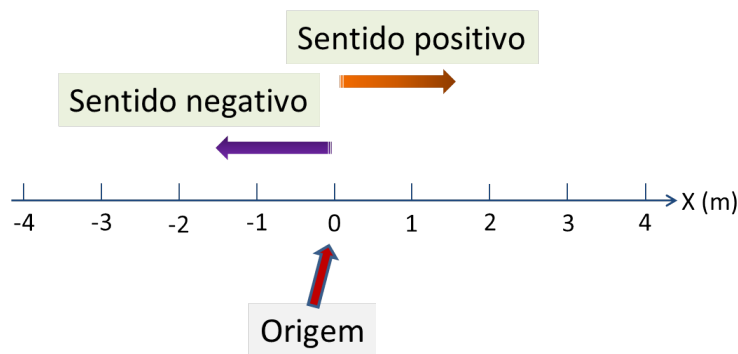 Sentido positivo
Sentido negativo
X (m)
-4 -3 -2 -1 0 1 2 3 4
Origem